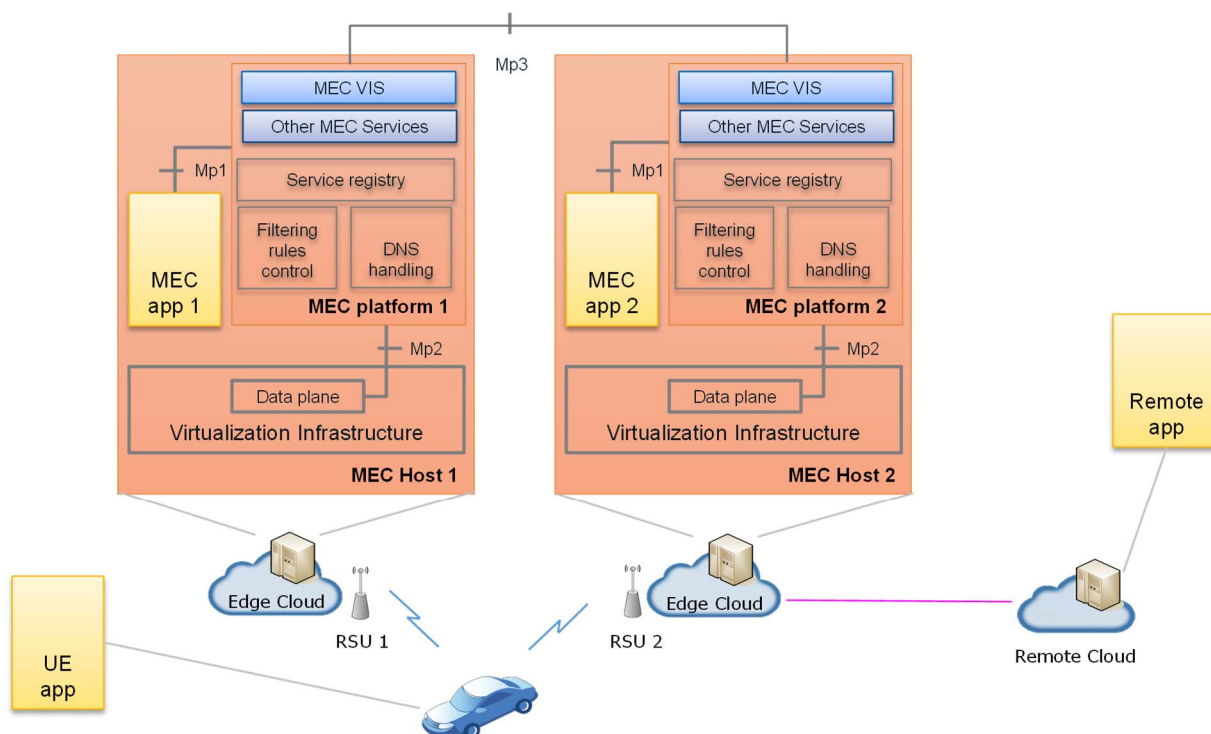 Mp3
MEC VIS
Other MEC Services
Mp1
Service registry
Filtering
rules
control
DNS
handling
MEC
app 1
MEC platform 1
Mp2
Data plane
Virtualization Infrastructure
MEC Host 1
MEC VIS
Other MEC Services
Mp1
Service registry
Filtering
rules
control
DNS
handling
MEC
app 2
MEC platform 2
Mp2
Data plane
Virtualization Infrastructure
MEC Host 2
Remote
app
Edge Cloud
RSU 1
RSU 2
Edge Cloud
Remote Cloud
UE
app